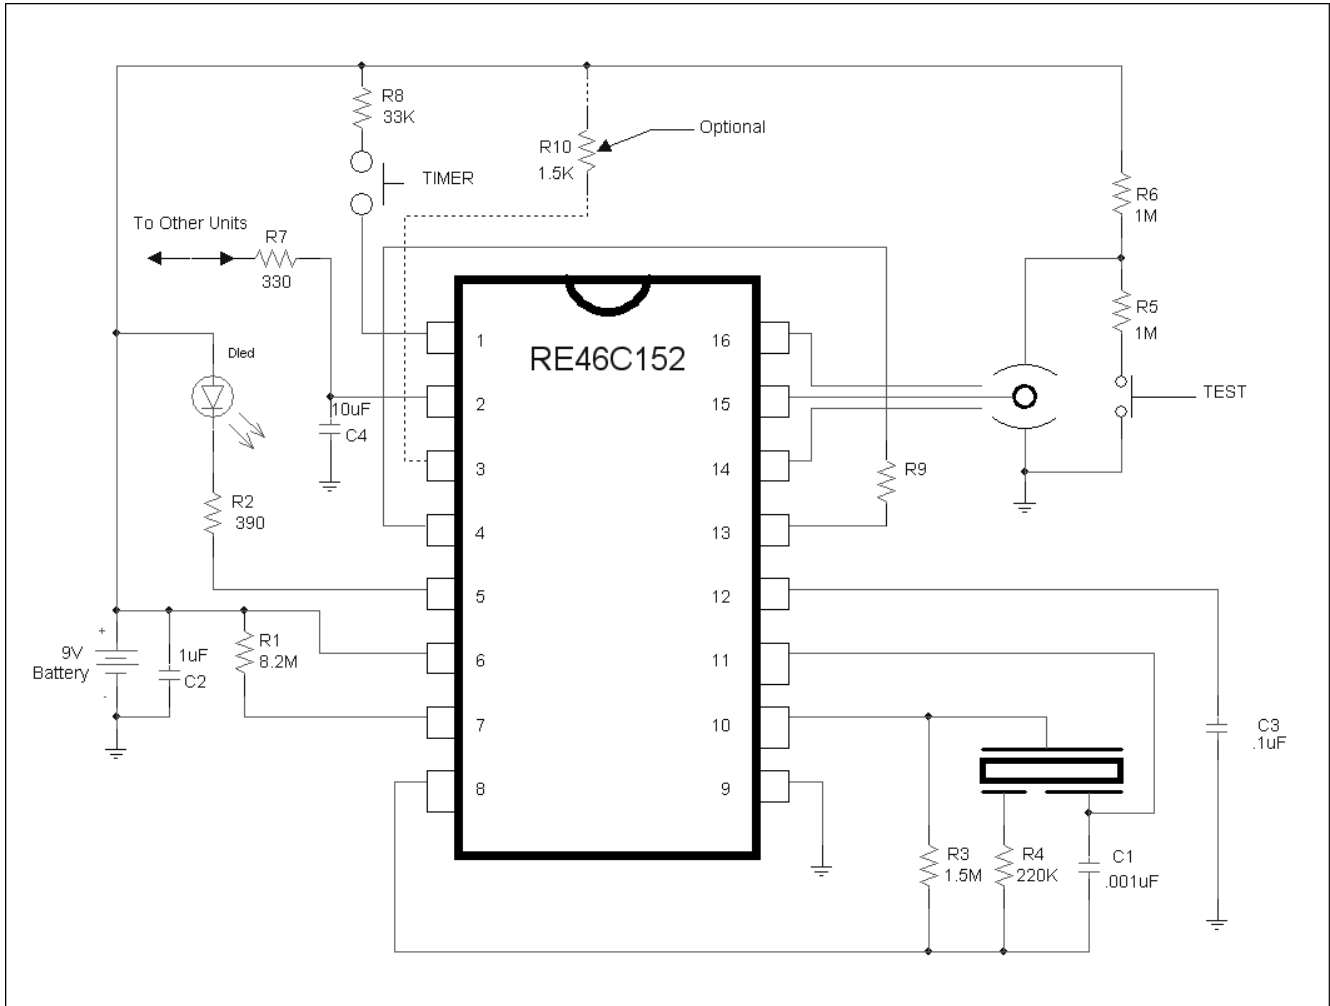 R8
33K
Optional
R10
1.5K
TIMER
R6
1M
To Other Units
R7
330
R5
1M
Dled
RE46C152
1
16
10uF
C4
2
15
TEST
3
14
R9
R2
390
4
13
5
12
+
9V
Battery
-
1uF
C2
R1
8.2M
6
11
7
10
C3
.1uF
8
9
R3
1.5M
R4
220K
C1
.001uF